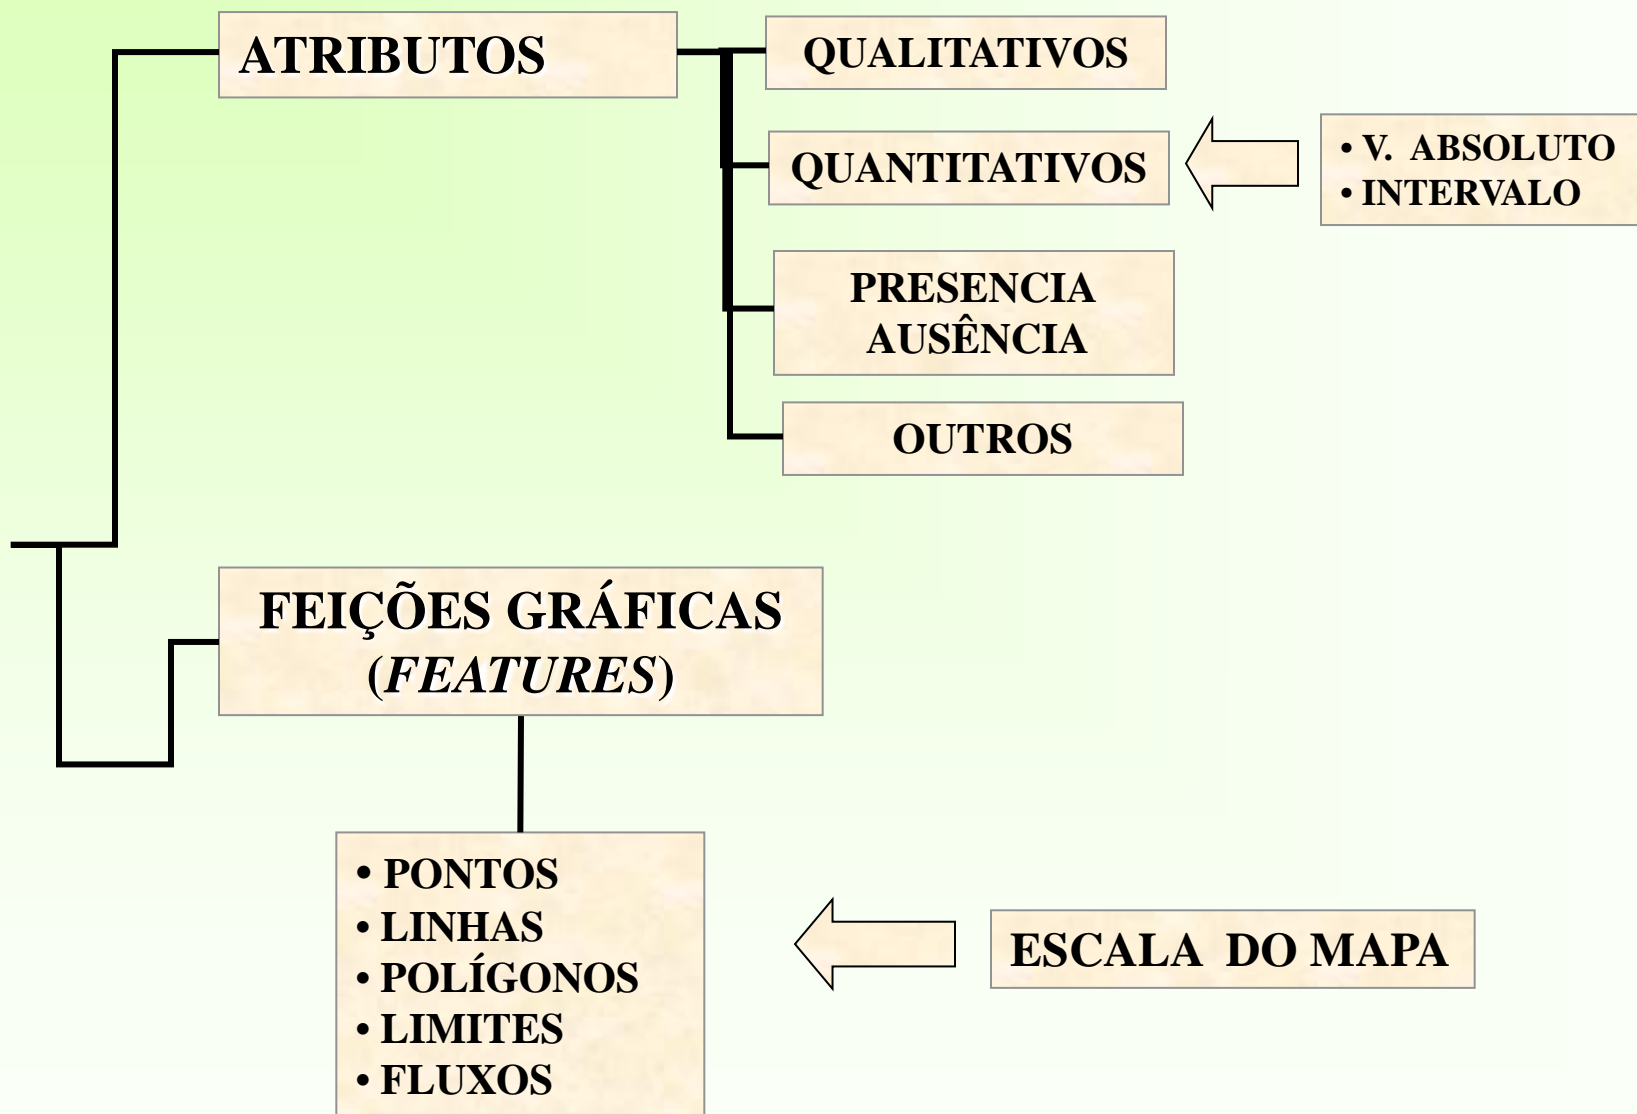 ATRIBUTOS
QUALITATIVOS
QUANTITATIVOS
• V. ABSOLUTO
• INTERVALO
PRESENCIA
AUSÊNCIA
OUTROS
FEIÇÕES GRÁFICAS
(FEATURES)
• PONTOS
• LINHAS
• POLÍGONOS
• LIMITES
• FLUXOS
ESCALA DO MAPA